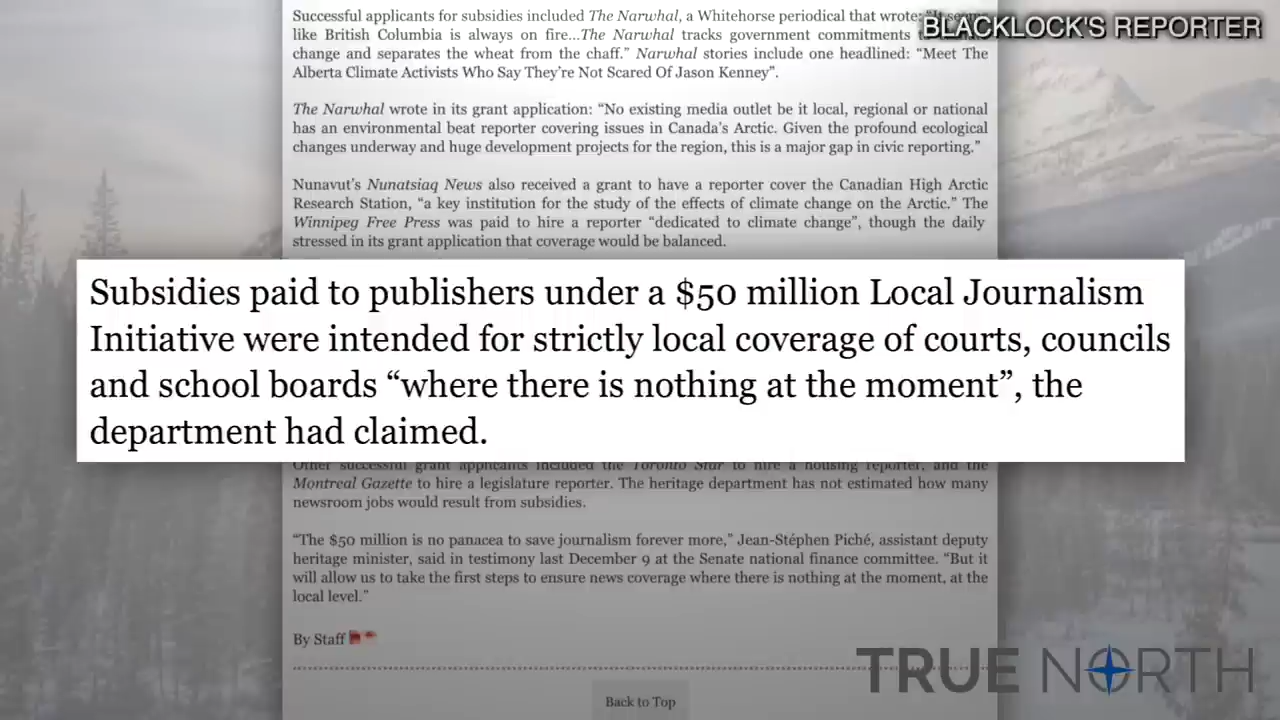 Successful applicants for subsidies included The Narwhal, a Whitehorse periodical that wrote:
BLACKLOCK'S REPORTER
like British Columbia is always on fire...The Narwhal tracks government commitments
change and separates the wheat from the chaff.” Narwhal stories include one headlined: “Meet The
Alberta Climate Activists Who Say They’re Not Scared Of Jason Kenney”.
The Narwhal wrote in its grant application: “No existing media outlet be it local, regional or national
has an environmental beat reporter covering issues in Canada’s Arctic. Given the profound ecological
changes underway and huge development projects for the region, this is a major gap in civic reporting.”
Nunavut’s Nunatsiaq News also received a grant to have a reporter cover the Canadian High Arctic
Research Station, “a key institution for the study of the effects of climate change on the Arctic.” The
Winnipeg Free Press was paid to hire a reporter “dedicated to climate change”, though the daily
stressed in its grant application that coverage would be balanced.
Subsidies paid to publishers under a $50 million Local Journalism
Initiative were intended for strictly local coverage of courts, councils
and school boards “where there is nothing at the moment”, the
department had claimed.
Other successful grant applicants included the Toronto Star to hire a housing reporter, and the
Montreal Gazette to hire a legislature reporter. The heritage department has not estimated how many
newsroom jobs would result from subsidies.
“The $50 million is no panacea to save journalism forever more,” Jean-Stéphen Piché, assistant deputy
heritage minister, said in testimony last December 9 at the Senate national finance committee. “But it
will allow us to take the first steps to ensure news coverage where there is nothing at the moment, at the
local level.”
By Staff
TRUE NORTH
Back to Top